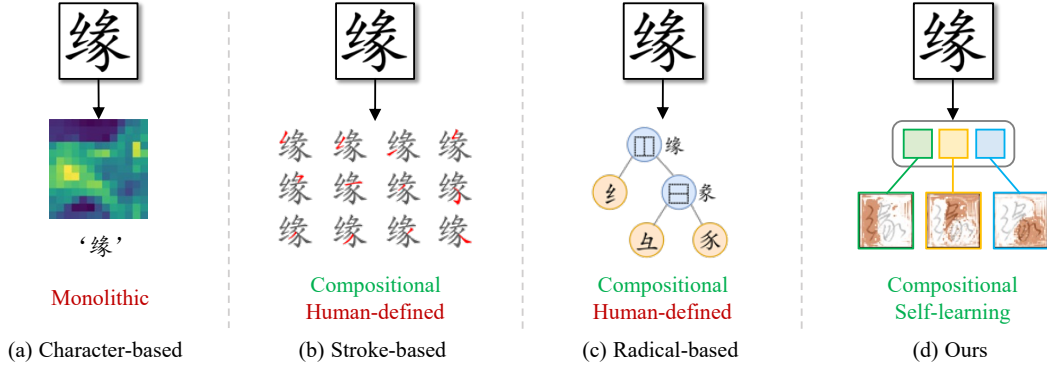 缘 缘 缘 缘
‘缘’
Monolithic
(a) Character-based
缘 缘 缘 缘
缘 缘 缘 缘
缘 缘 缘 缘
Compositional
Human-defined
(b) Stroke-based
⿰ 缘
纟 ⿱ 彖
彑 豕
Compositional
Human-defined
(c) Radical-based
Compositional
Self-learning
(d) Ours